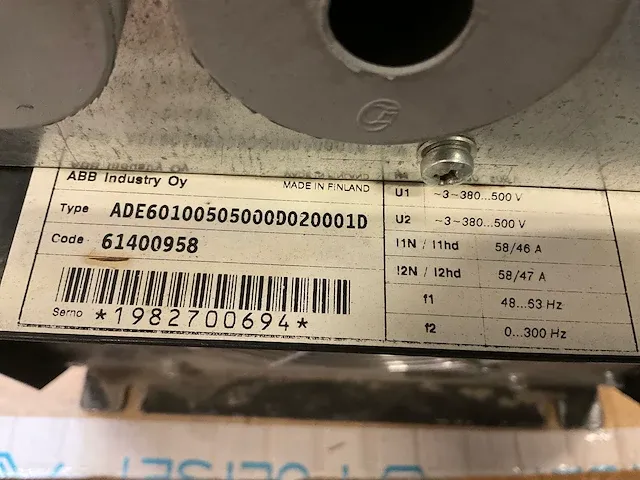 ABB Industry Oy
MADE IN FINLAND
Type ADE60100505000D020001D
Code 61400958
Serno *1982700694*
U1 ~3~380...500 V
U2 ~3~380...500 V
I1N / I1hd 58/46 A
I2N / I2hd 58/47 A
f1 48...63 Hz
f2 0...300 Hz